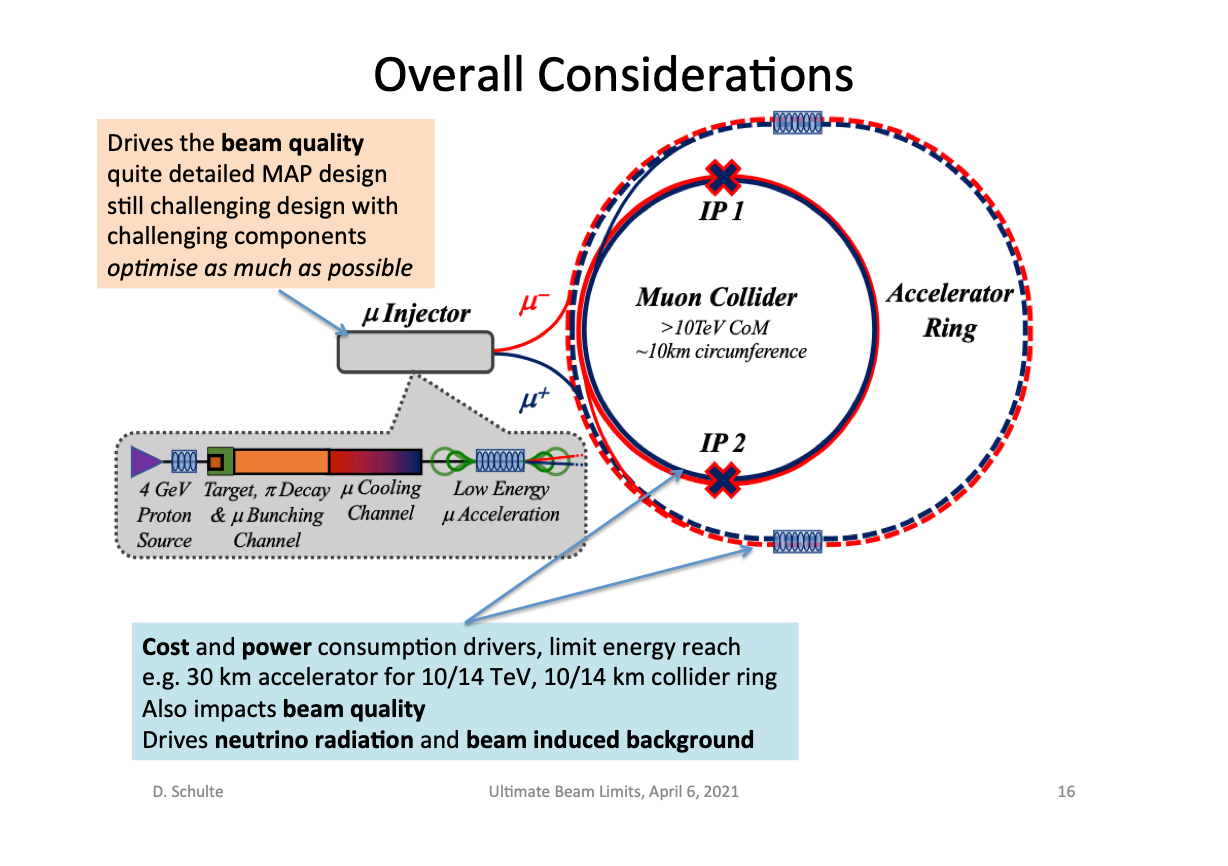 Overall Considerations
Drives the beam quality
quite detailed MAP design
still challenging design with
challenging components
optimise as much as possible
μ Injector
μ−
μ+
IP 1
Muon Collider
>10TeV CoM
~10km circumference
IP 2
Accelerator
Ring
4 GeV
Proton
Source
Target, π Decay
& μ Bunching
Channel
μ Cooling
Channel
Low Energy
μ Acceleration
Cost and power consumption drivers, limit energy reach
e.g. 30 km accelerator for 10/14 TeV, 10/14 km collider ring
Also impacts beam quality
Drives neutrino radiation and beam induced background
D. Schulte
Ultimate Beam Limits, April 6, 2021
16